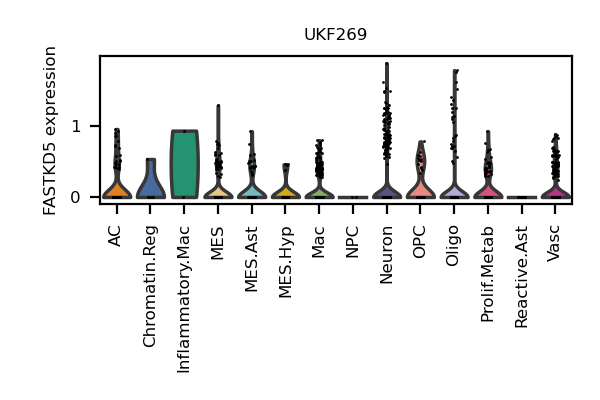 UKF269
FASTKD5 expression
1
0
AC
Chromatin.Reg
Inflammatory.Mac
MES
MES.Ast
MES.Hyp
Mac
NPC
Neuron
OPC
Oligo
Prolif.Metab
Reactive.Ast
Vasc